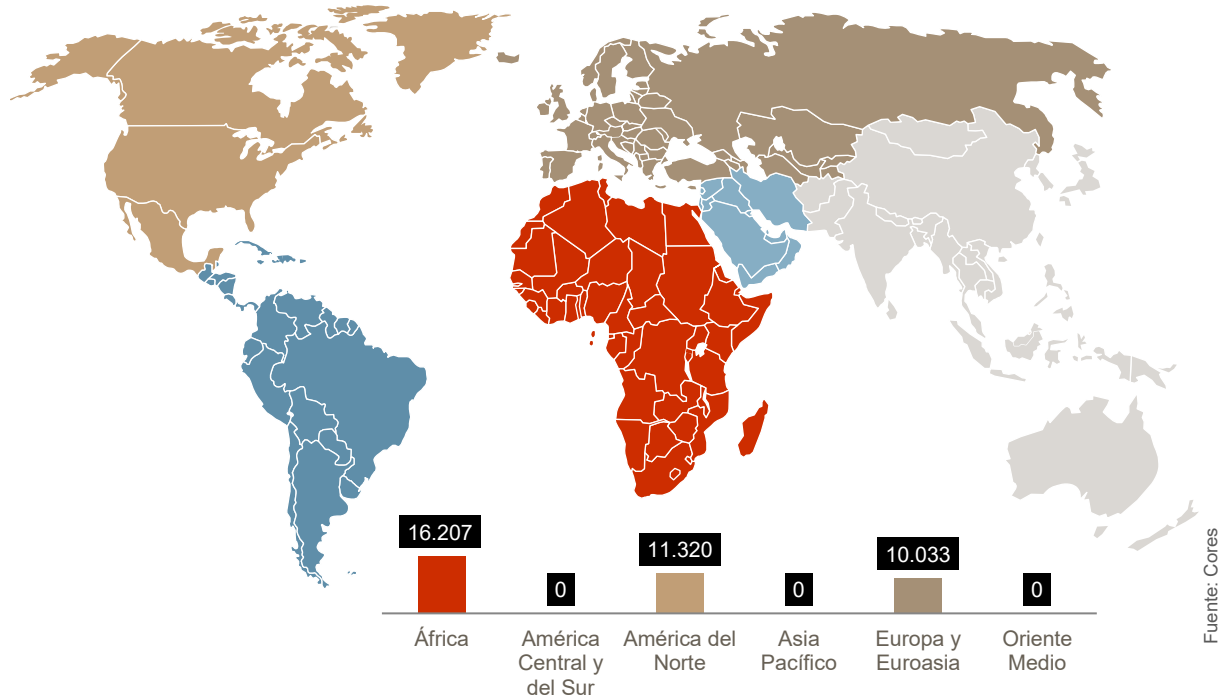 16.207
0
11.320
0
10.033
0
África
América
Central y
del Sur
América del
Norte
Asia
Pacífico
Europa y
Euroasia
Oriente
Medio
Fuente: Cores